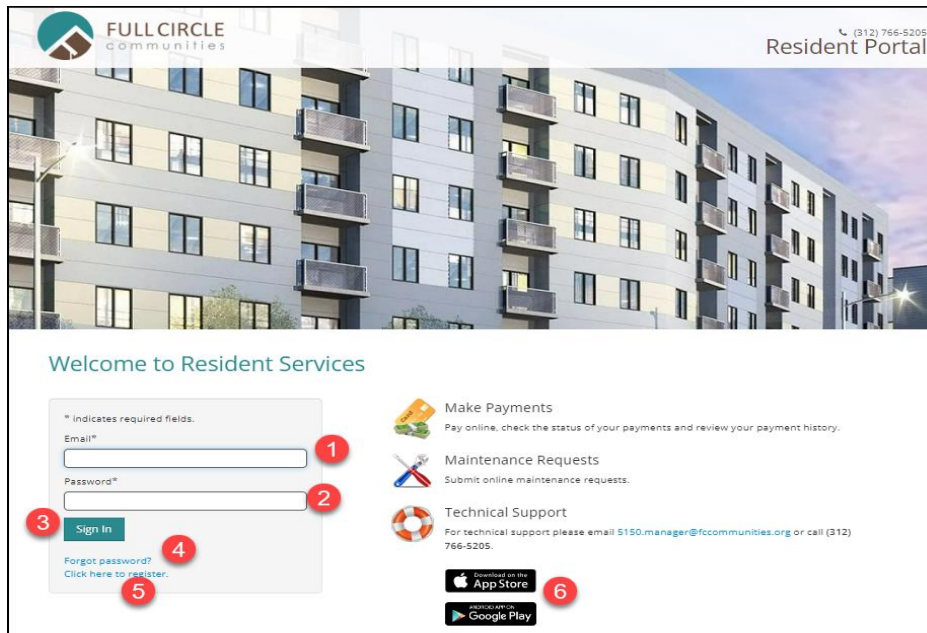 FULL CIRCLE
communities
(312) 766-5205
Resident Portal
Welcome to Resident Services
* indicates required fields.
Email*
1
Password*
2
3
Sign In
4
Forgot password?
Click here to register.
5
Make Payments
Pay online, check the status of your payments and review your payment history.
Maintenance Requests
Submit online maintenance requests.
Technical Support
For technical support please email 5150.manager@fccommunities.org or call (312)
766-5205.
Download on the
App Store
6
ANDROID APP ON
Google Play